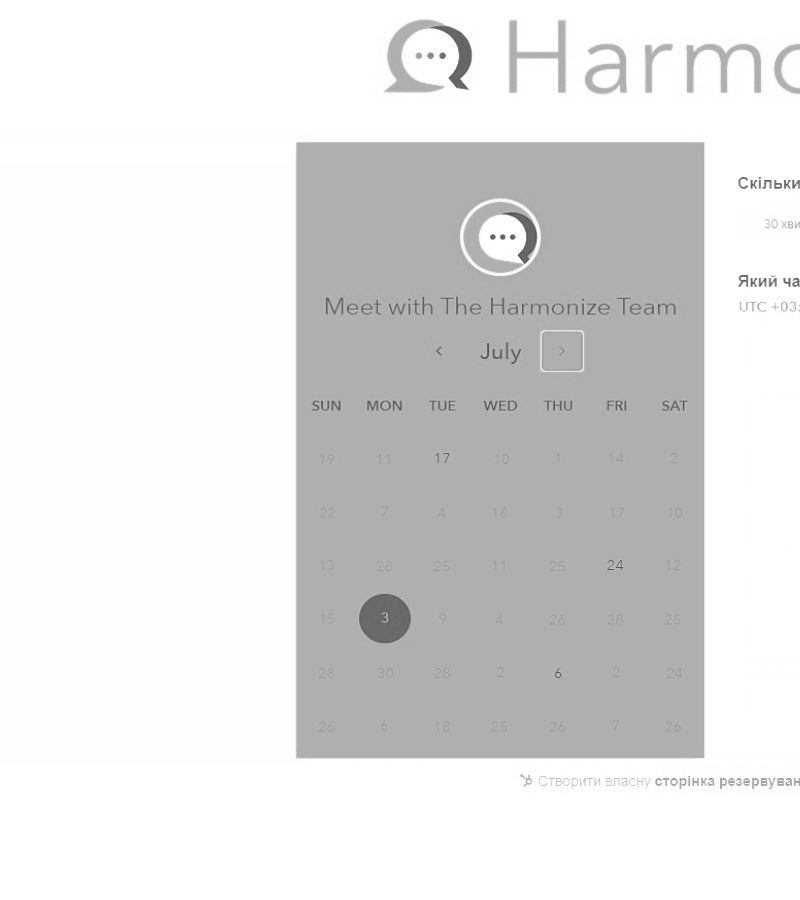 Harmo
Скільки
30 хви
Meet with The Harmonize Team
Який ча
UTC +03:
July
SUN MON TUE WED THU FRI SAT
19 11 17 10 1 14 2
22 7 4 18 3 17 10
13 28 25 11 25 24 12
15 3 9 4 26 28 25
28 30 28 2 6 2 24
26 6 18 25 26 7 26
Створити власну сторінка резервуван